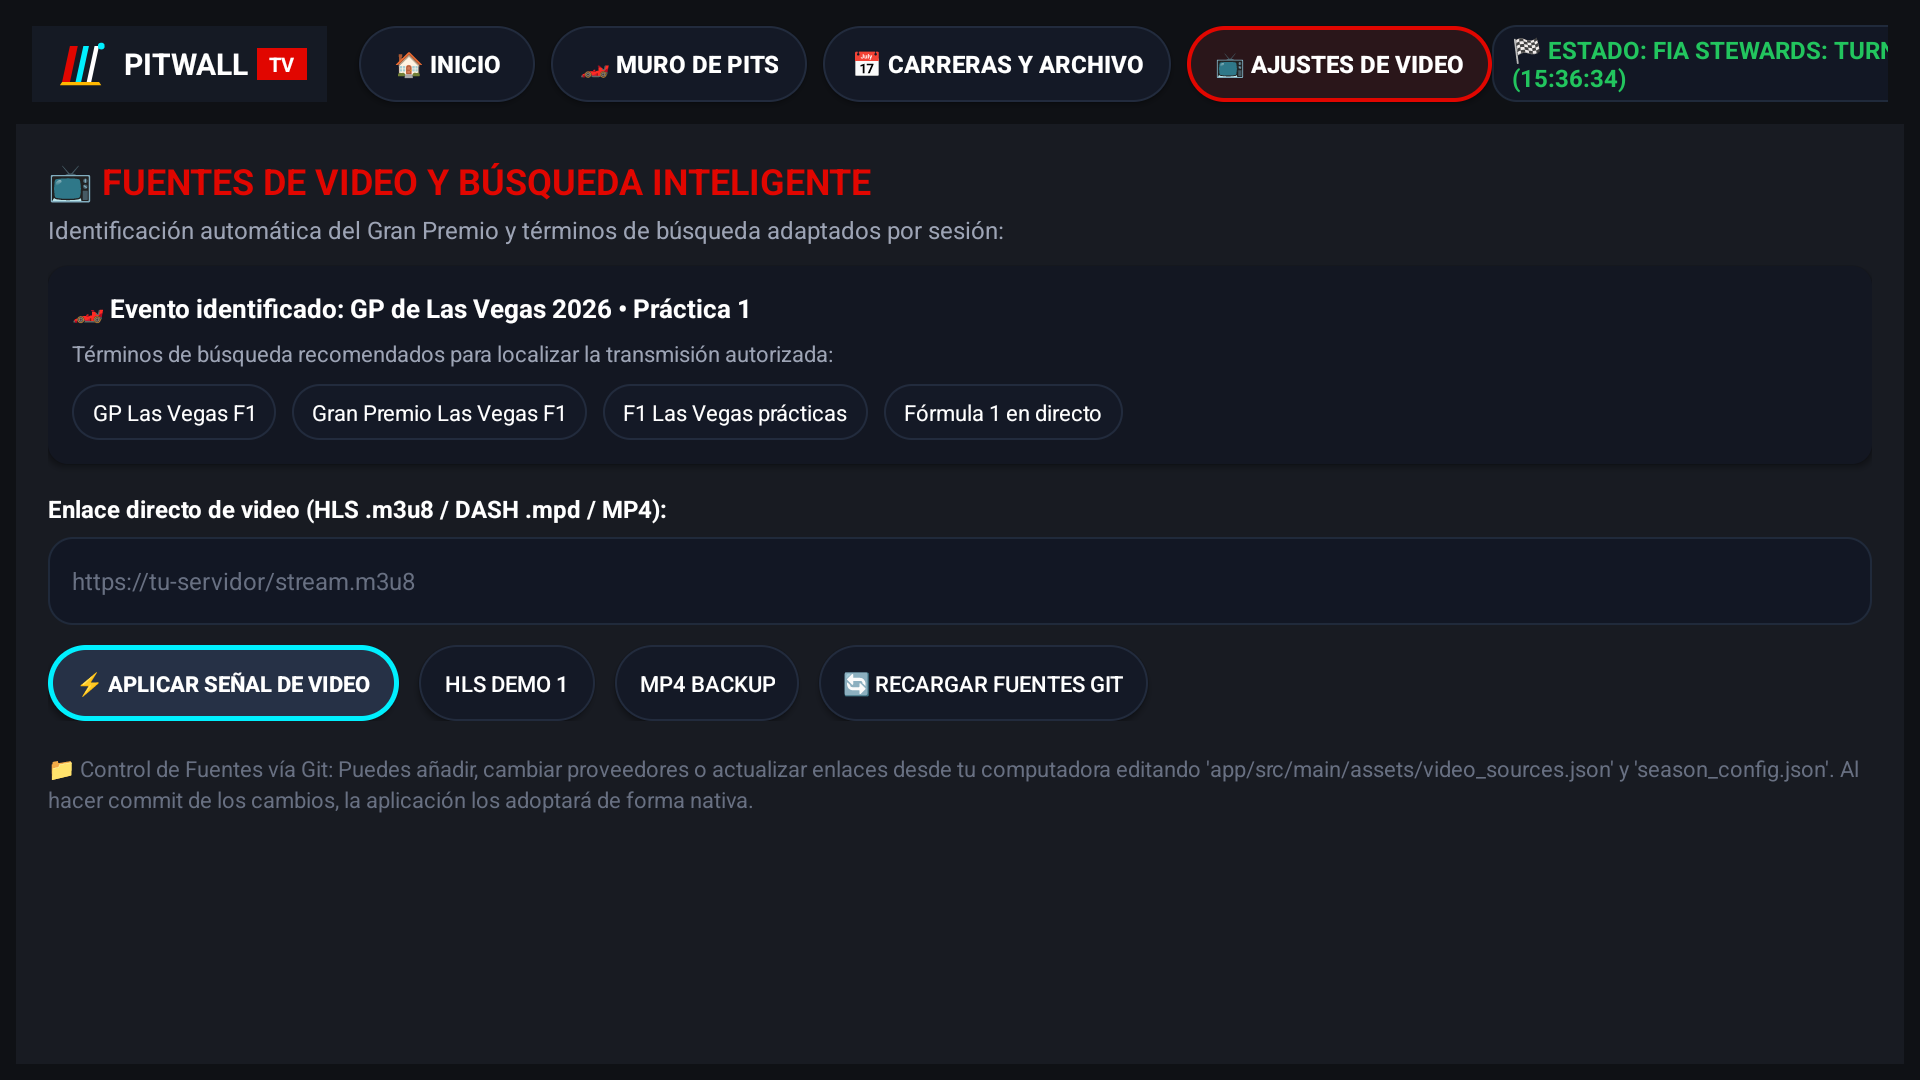 PITWALL TV
🏠 INICIO
🏎️ MURO DE PITS
📅 CARRERAS Y ARCHIVO
📺 AJUSTES DE VIDEO
🏁 ESTADO: FIA STEWARDS: TURN
(15:36:34)
📺 FUENTES DE VIDEO Y BÚSQUEDA INTELIGENTE
Identificación automática del Gran Premio y términos de búsqueda adaptados por sesión:
🏎️ Evento identificado: GP de Las Vegas 2026 • Práctica 1
Términos de búsqueda recomendados para localizar la transmisión autorizada:
GP Las Vegas F1
Gran Premio Las Vegas F1
F1 Las Vegas prácticas
Fórmula 1 en directo
Enlace directo de video (HLS .m3u8 / DASH .mpd / MP4):
https://tu-servidor/stream.m3u8
⚡ APLICAR SEÑAL DE VIDEO
HLS DEMO 1
MP4 BACKUP
🔄 RECARGAR FUENTES GIT
📁 Control de Fuentes vía Git: Puedes añadir, cambiar proveedores o actualizar enlaces desde tu computadora editando 'app/src/main/assets/video_sources.json' y 'season_config.json'. Al
hacer commit de los cambios, la aplicación los adoptará de forma nativa.